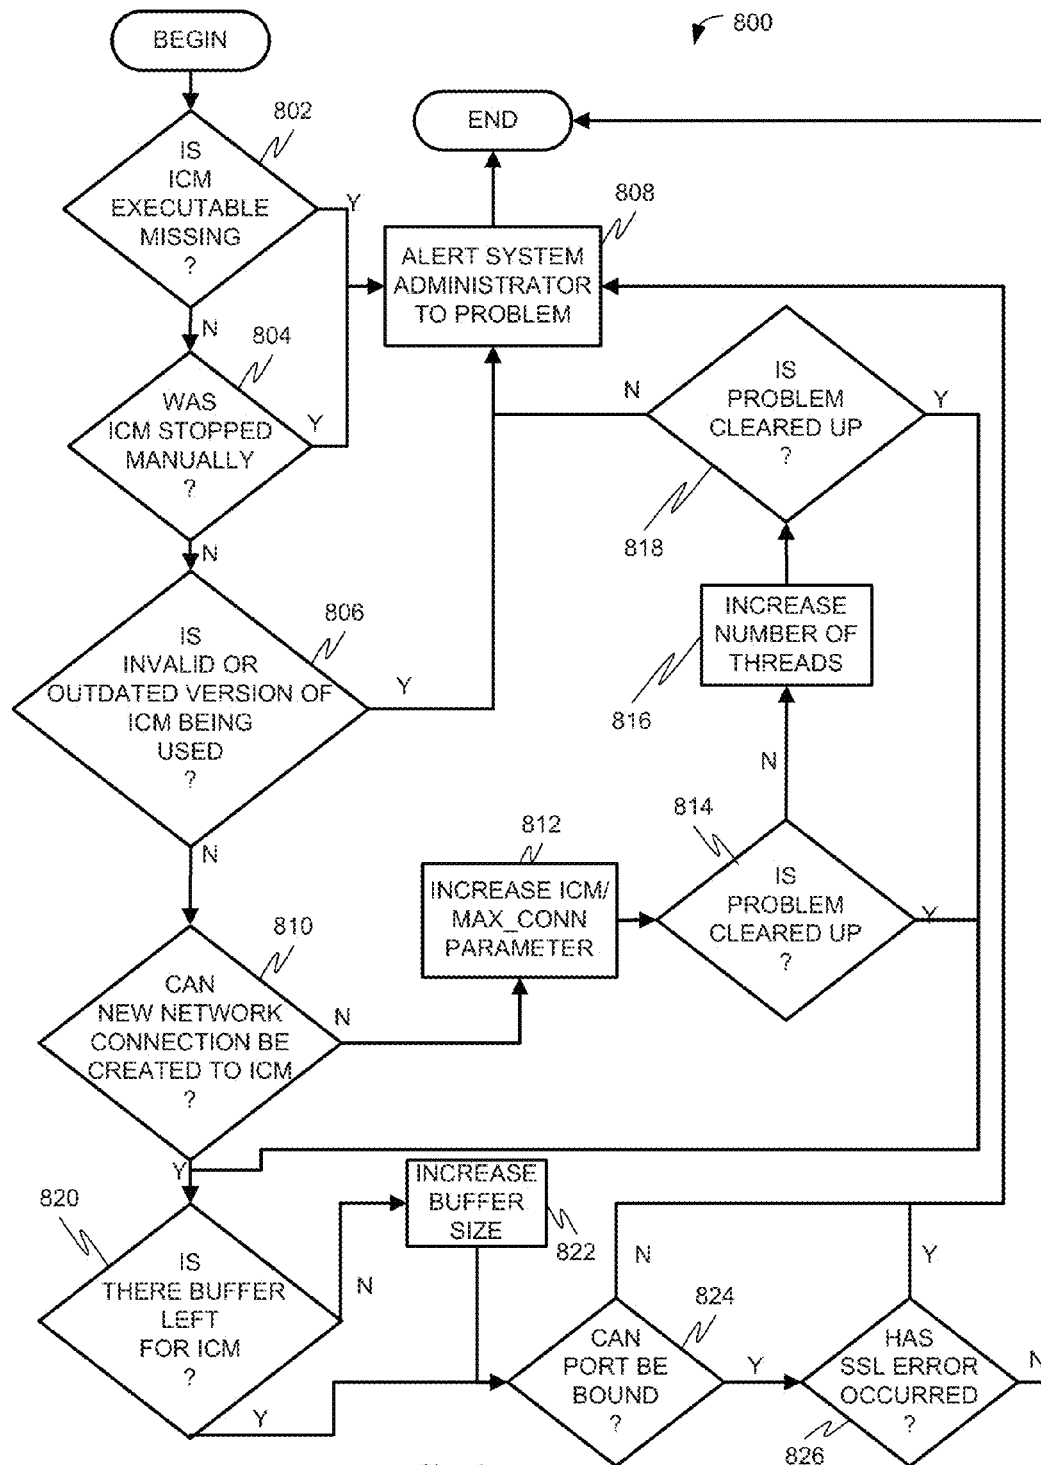 BEGIN
800
802
END
IS
ICM
EXECUTABLE
MISSING
?
Y
808
ALERT SYSTEM
ADMINISTRATOR
TO PROBLEM
N
804
WAS
ICM STOPPED
MANUALLY
?
Y
N
IS
PROBLEM
CLEARED UP
?
Y
818
N
806
IS
INVALID OR
OUTDATED VERSION OF
ICM BEING
USED
?
Y
INCREASE
NUMBER OF
THREADS
816
N
N
812
814
INCREASE ICM/
MAX_CONN
PARAMETER
IS
PROBLEM
CLEARED UP
?
Y
810
CAN
NEW NETWORK
CONNECTION BE
CREATED TO ICM
?
N
Y
820
INCREASE
BUFFER
SIZE
822
IS
THERE BUFFER
LEFT
FOR ICM
?
N
Y
N
824
CAN
PORT BE
BOUND
?
Y
Y
HAS
SSL ERROR
OCCURRED
?
N
826